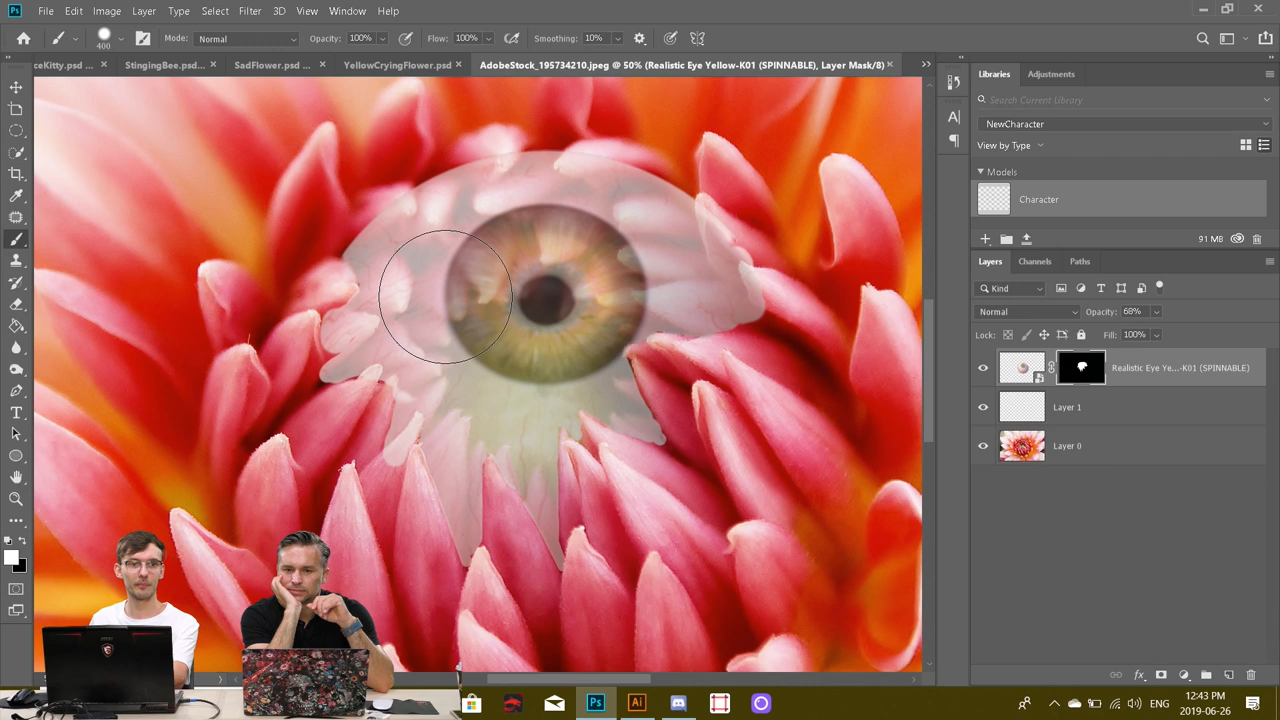 Ps File Edit Image Layer Type Select Filter 3D View Window Help
400 Mode: Normal Opacity: 100% Flow: 100% Smoothing: 10%
ceKitty.psd ... × StingingBee.psd... × SadFlower.psd ... × YellowCryingFlower.psd × AdobeStock_195734210.jpeg @ 50% (Realistic Eye Yellow-K01 (SPINNABLE), Layer Mask/8) ×
Libraries Adjustments
Search Current Library
NewCharacter
View by Type
Models
Character
91 MB
Layers Channels Paths
Kind
Normal Opacity: 68%
Lock: Fill: 100%
Realistic Eye Ye...-K01 (SPINNABLE)
Layer 1
Layer 0
fx
Ps Ai
ENG 12:43 PM
2019-06-26